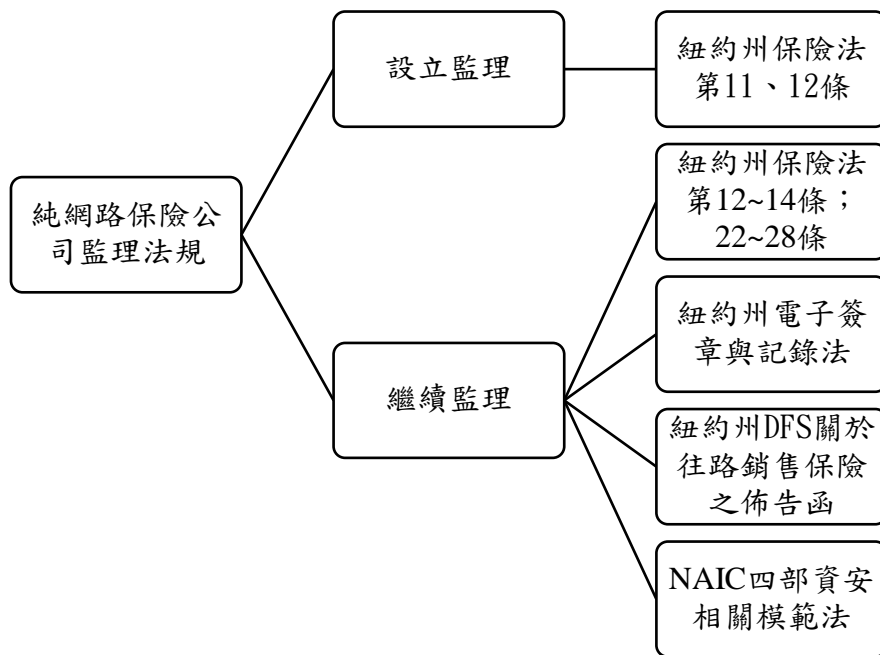 純網路保險公
司監理法規
設立監理
紐約州保險法
第11、12條
繼續監理
紐約州保險法
第12~14條；
22~28條
紐約州電子簽
章與記錄法
紐約州DFS關於
往路銷售保險
之佈告函
NAIC四部資安
相關模範法